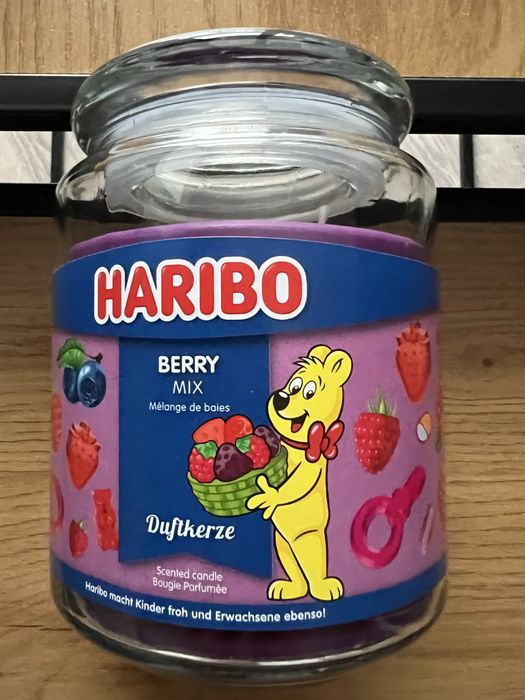 HARIBO
BERRY
MIX
Mélange de baies
Duftkerze
Scented candle
Bougie Parfumée
Haribo macht Kinder froh und Erwachsene ebenso!